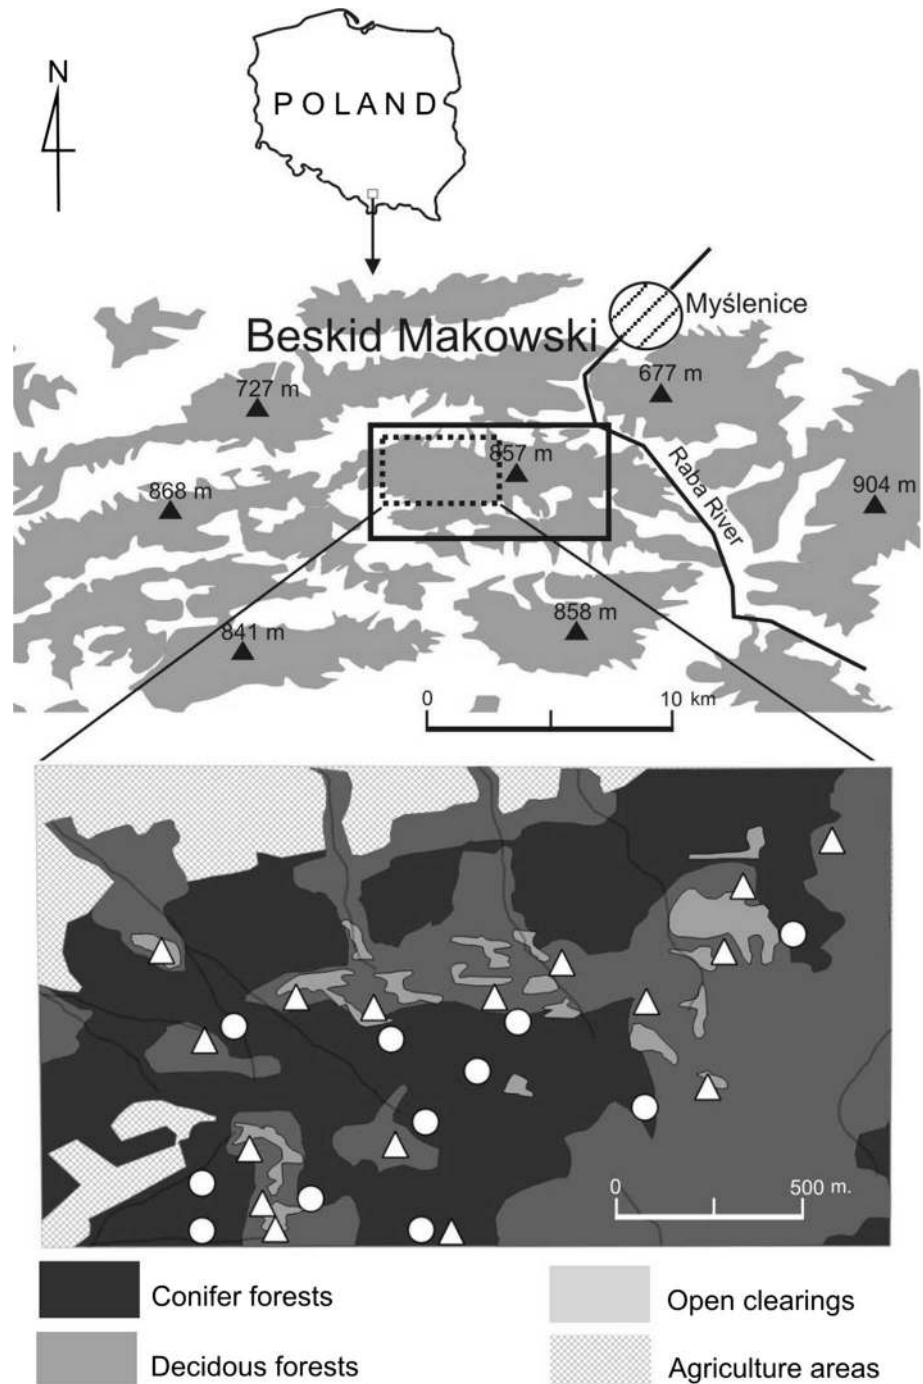 N
POLAND
Beskid Makowski
Myślenice
727 m
677 m
857 m
868 m
904 m
Raba River
841 m
858 m
0 10 km
0 500 m.
Conifer forests
Open clearings
Decidous forests
Agriculture areas